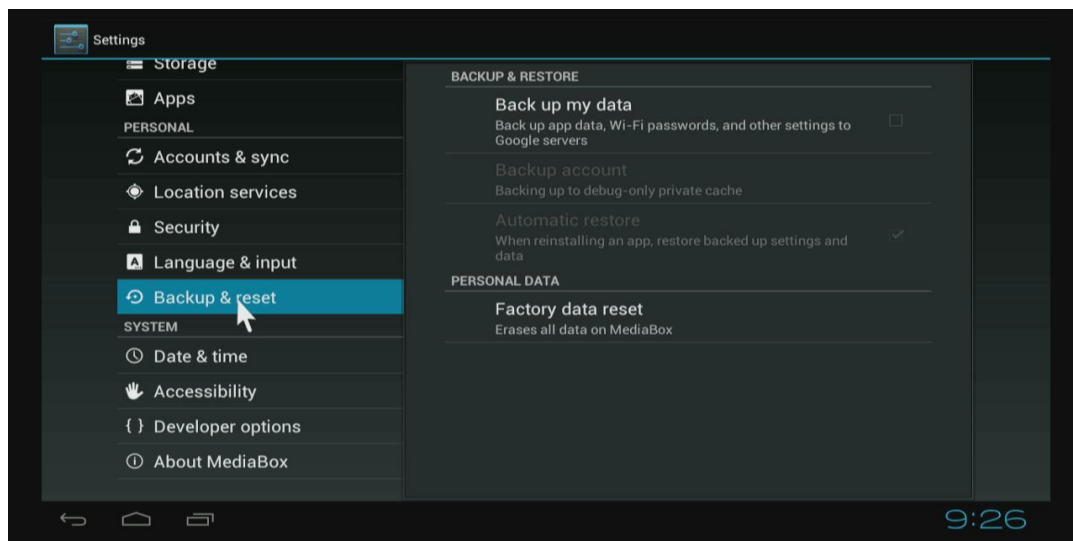 Settings
Storage
Apps
PERSONAL
Accounts & sync
Location services
Security
Language & input
Backup & reset
SYSTEM
Date & time
Accessibility
{ } Developer options
About MediaBox
BACKUP & RESTORE
Back up my data
Back up app data, Wi-Fi passwords, and other settings to
Google servers
Backup account
Backing up to debug-only private cache
Automatic restore
When reinstalling an app, restore backed up settings and
data
PERSONAL DATA
Factory data reset
Erases all data on MediaBox
9:26